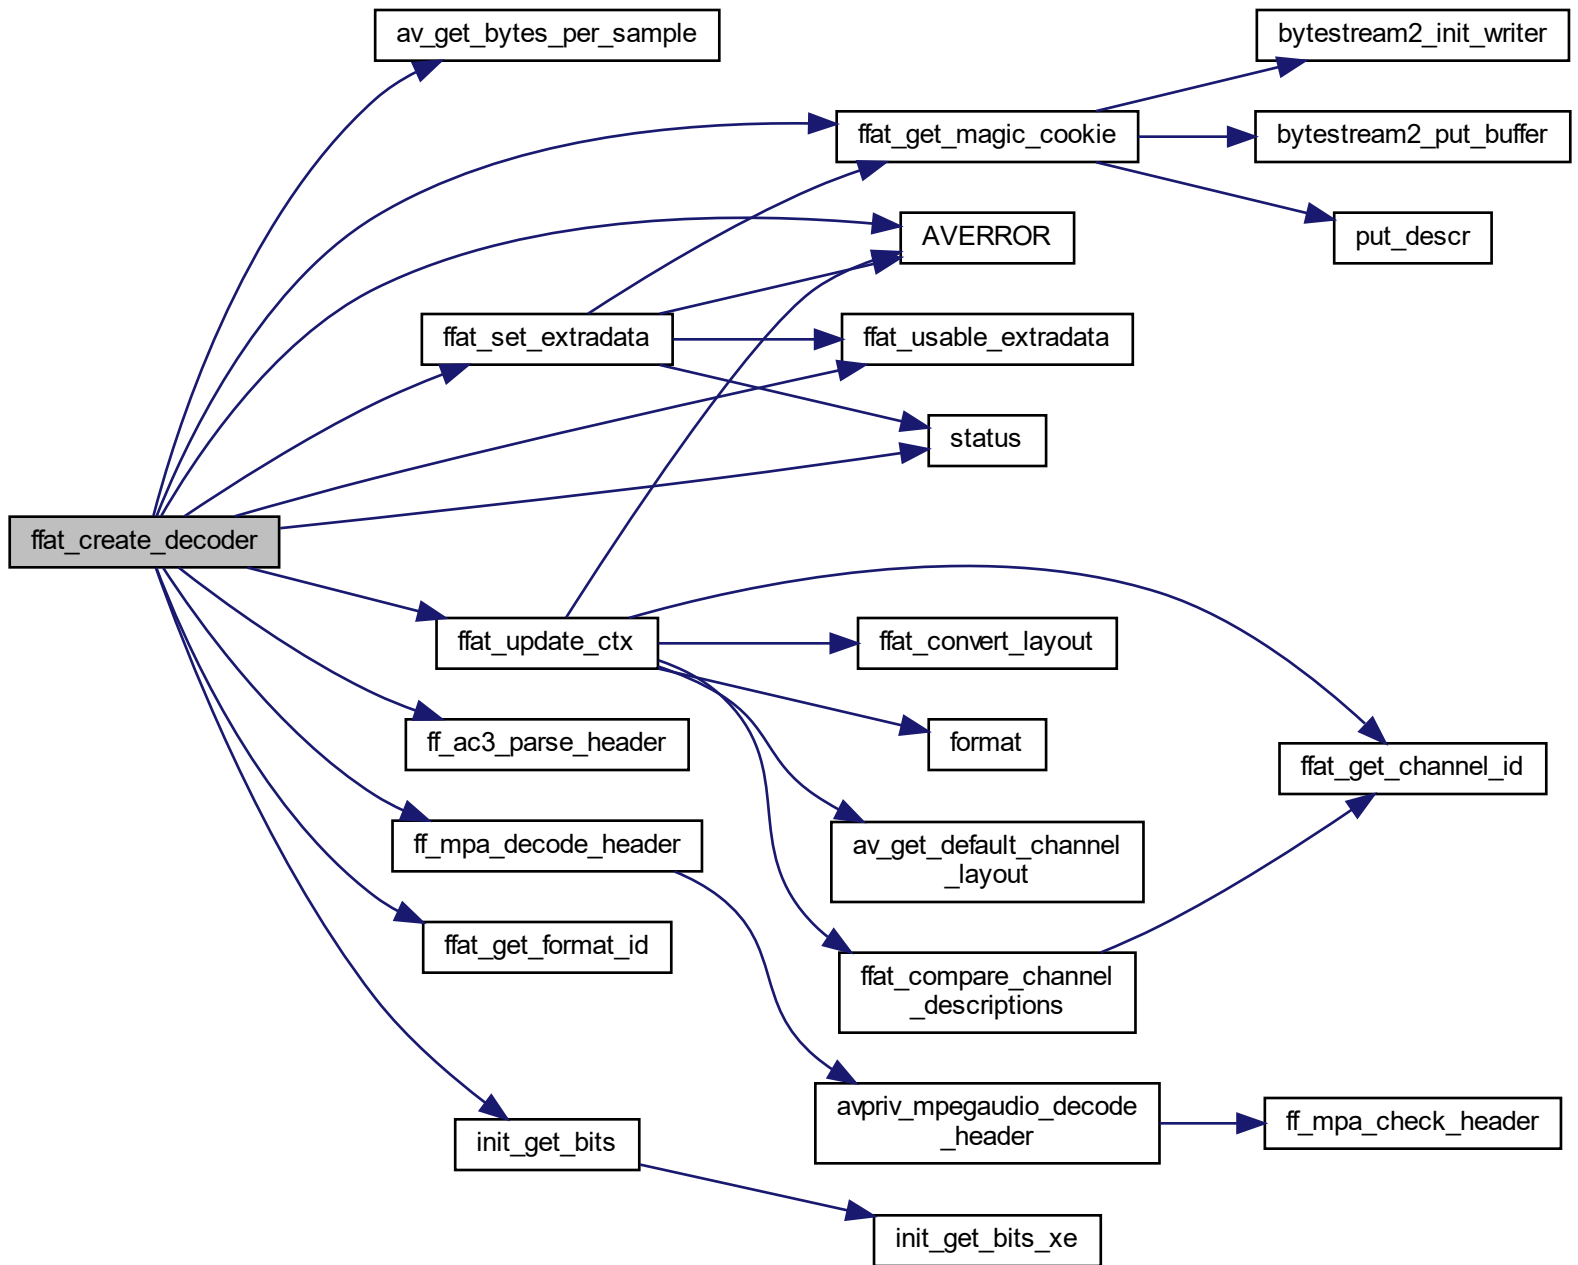 av_get_bytes_per_sample
bytestream2_init_writer
ffat_get_magic_cookie
bytestream2_put_buffer
AVERROR
put_descr
ffat_set_extradata
ffat_usable_extradata
status
ffat_create_decoder
ffat_update_ctx
ffat_convert_layout
ff_ac3_parse_header
format
ffat_get_channel_id
ff_mpa_decode_header
av_get_default_channel
_layout
ffat_get_format_id
ffat_compare_channel
_descriptions
init_get_bits
avpriv_mpegaudio_decode
_header
ff_mpa_check_header
init_get_bits_xe